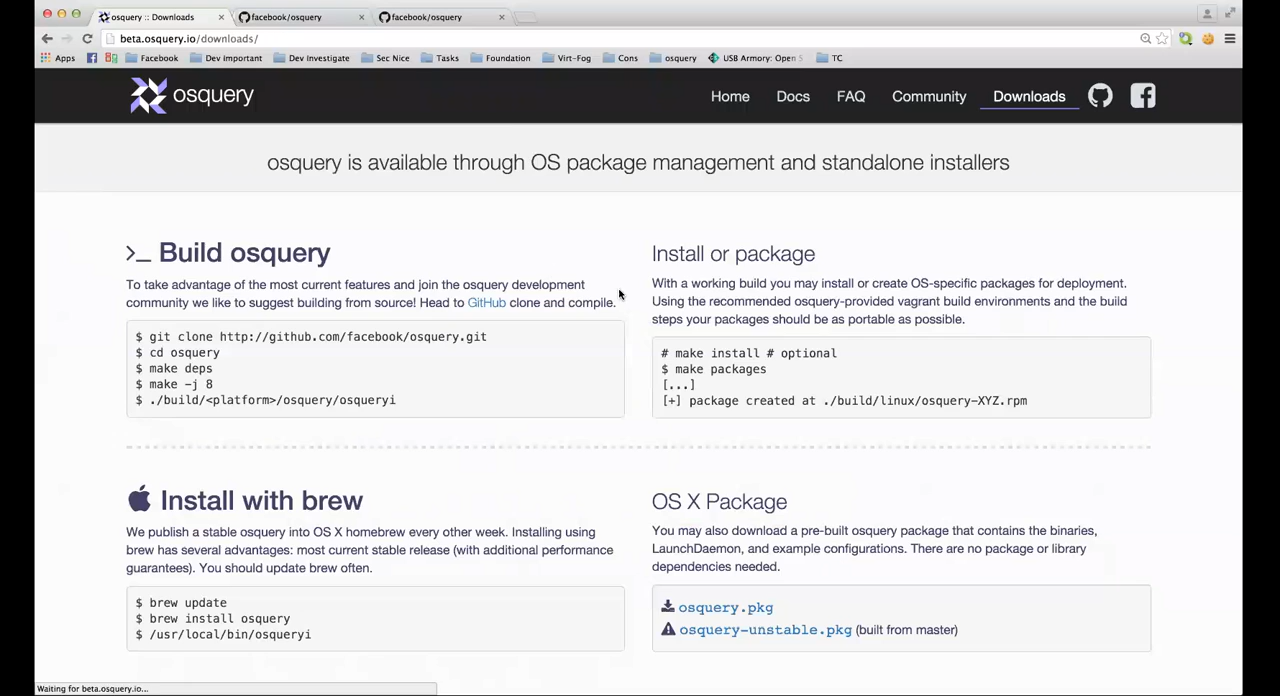 osquery :: Downloads
facebook/osquery
facebook/osquery
beta.osquery.io/downloads/
Apps
Facebook
Dev important
Dev Investigate
Sec Nice
Tasks
Foundation
Virt-Fog
Cons
osquery
USB Armory: Open S
TC
osquery
Home Docs FAQ Community Downloads
osquery is available through OS package management and standalone installers
>_ Build osquery
To take advantage of the most current features and join the osquery development
community we like to suggest building from source! Head to GitHub clone and compile.
$ git clone http://github.com/facebook/osquery.git
$ cd osquery
$ make deps
$ make -j 8
$ ./build/<platform>/osquery/osqueryi
Install or package
With a working build you may install or create OS-specific packages for deployment.
Using the recommended osquery-provided vagrant build environments and the build
steps your packages should be as portable as possible.
# make install # optional
$ make packages
[...]
[+] package created at ./build/linux/osquery-XYZ.rpm
Install with brew
We publish a stable osquery into OS X homebrew every other week. Installing using
brew has several advantages: most current stable release (with additional performance
guarantees). You should update brew often.
$ brew update
$ brew install osquery
$ /usr/local/bin/osqueryi
OS X Package
You may also download a pre-built osquery package that contains the binaries,
LaunchDaemon, and example configurations. There are no package or library
dependencies needed.
osquery.pkg
osquery-unstable.pkg (built from master)
Waiting for beta.osquery.io...